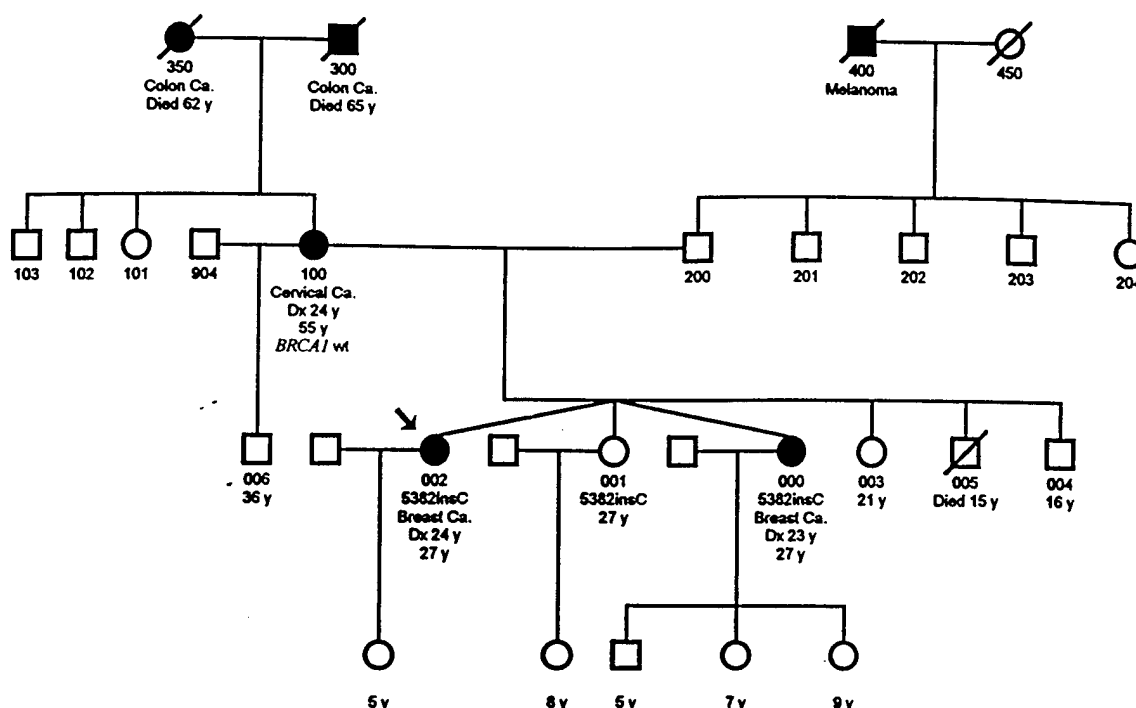 350
Colon Ca.
Died 62 y
300
Colon Ca.
Died 65 y
400
Melanoma
450
103
102
101
904
100
Cervical Ca.
Dx 24 y
55 y
BRCA1 wt
200
201
202
203
204
006
36 y
002
5382insC
Breast Ca.
Dx 24 y
27 y
001
5382insC
27 y
000
5382insC
Breast Ca.
Dx 23 y
27 y
003
21 y
005
Died 15 y
004
16 y
5 y
8 y
5 y
7 y
9 y